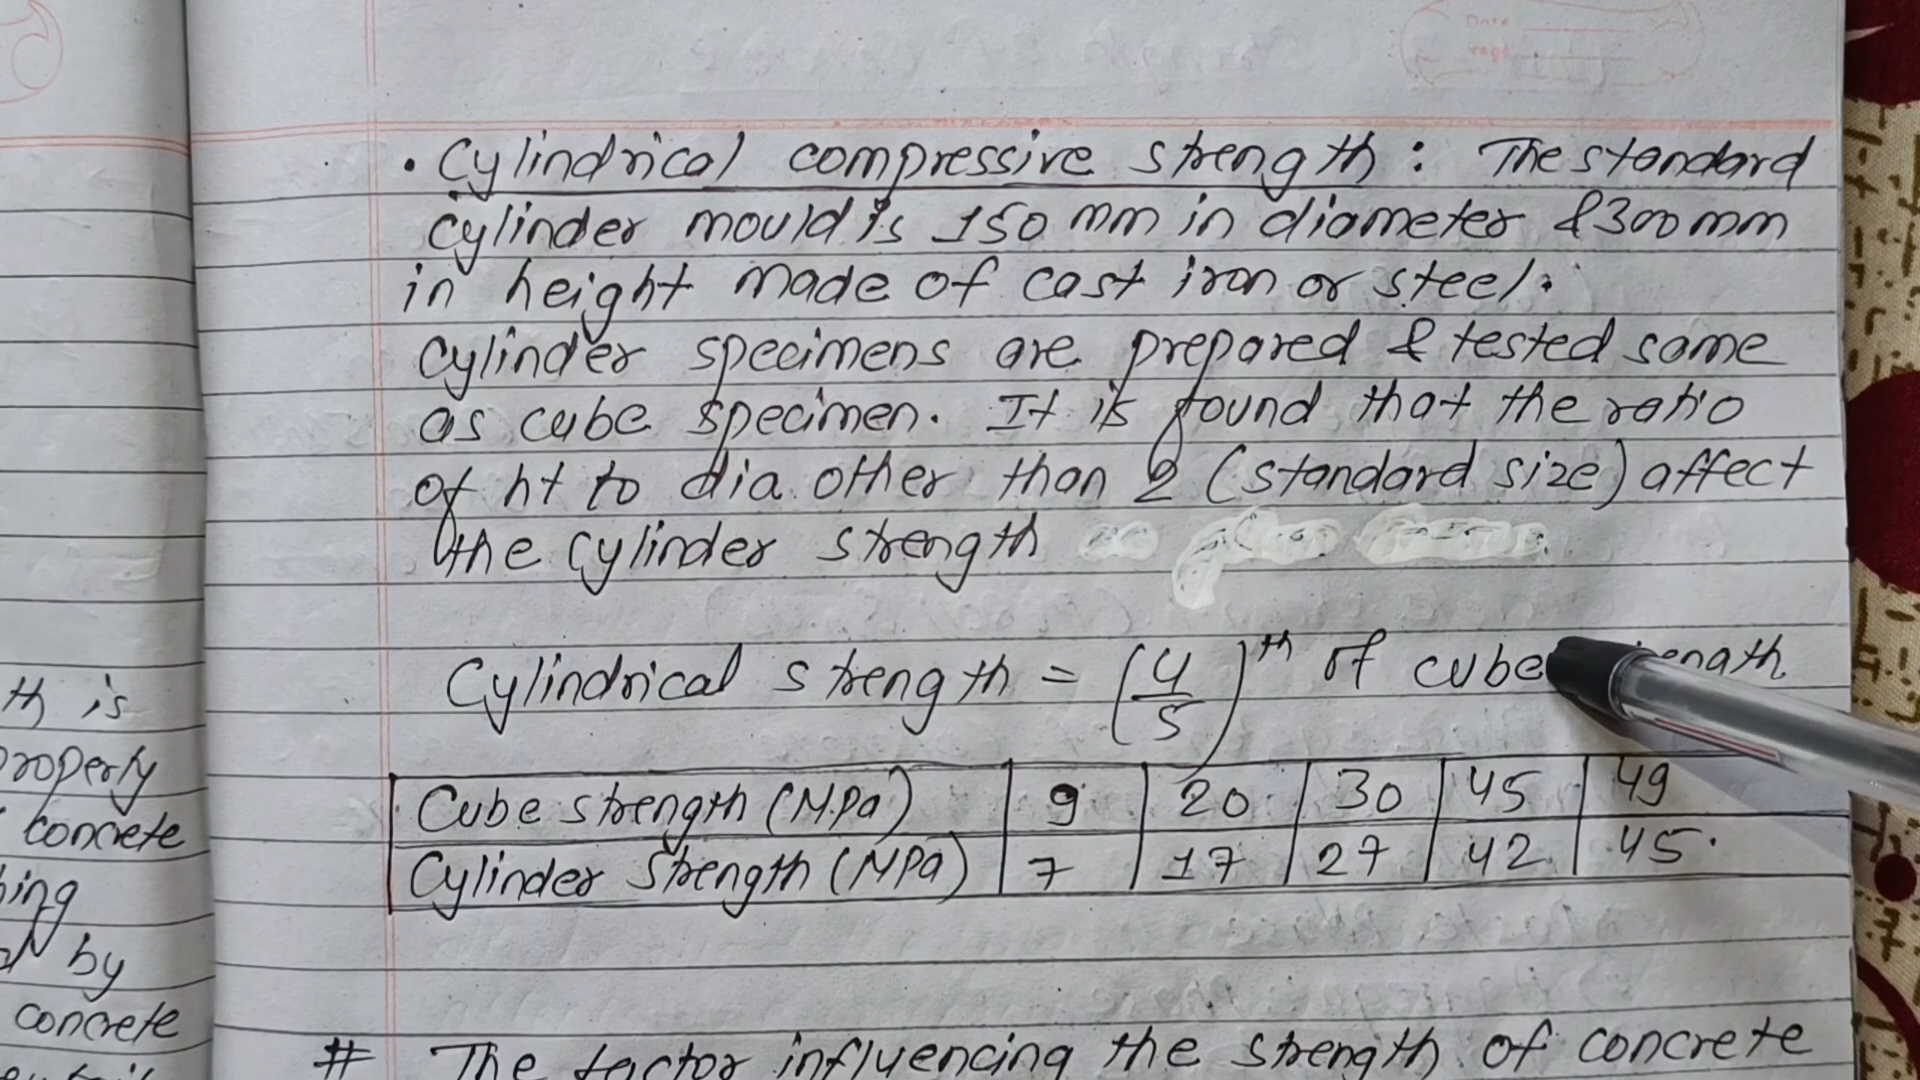 Date
Page
• Cylindrical compressive strength : The standard
cylinder mould is 150 mm in diameter & 300 mm
in height made of cast iron or steel.
Cylinder specimens are prepared & tested same
as cube specimen. It is found that the ratio
of ht to dia. other than 2 (standard size) affect
the cylinder strength
Cylindrical strength = (4/5)th of cube
Cube strength (M.Pa) 9 20 30 45 49
Cylinder Strength (MPa) 7 17 27 42 45.
# The factor influencing the strength of concrete
th is
property
concrete
by
concrete